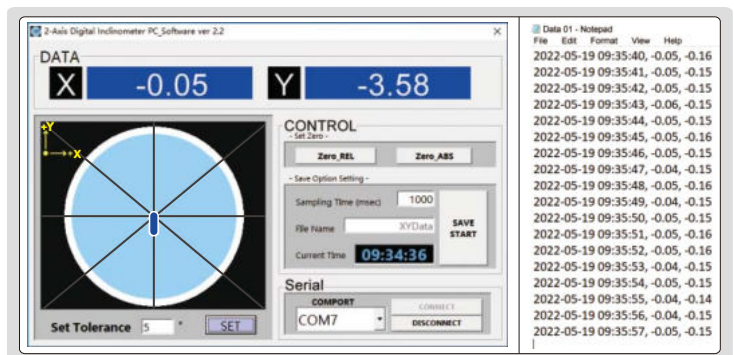 2-Axis Digital Inclinometer PC_Software ver 2.2
DATA
X -0.05 Y -3.58
+Y
+X
CONTROL
- Set Zero -
Zero_REL Zero_ABS
- Save Option Setting -
Sampling Time (msec) 1000
File Name XYData
SAVE START
Current Time 09:34:36
Serial
COMPORT
COM7
CONNECT
DISCONNECT
Set Tolerance 5 ° SET
Data 01 - Notepad
File Edit Format View Help
2022-05-19 09:35:40, -0.05, -0.16
2022-05-19 09:35:41, -0.05, -0.15
2022-05-19 09:35:42, -0.05, -0.15
2022-05-19 09:35:43, -0.06, -0.15
2022-05-19 09:35:44, -0.05, -0.15
2022-05-19 09:35:45, -0.05, -0.16
2022-05-19 09:35:46, -0.05, -0.15
2022-05-19 09:35:47, -0.04, -0.15
2022-05-19 09:35:48, -0.05, -0.16
2022-05-19 09:35:49, -0.04, -0.15
2022-05-19 09:35:50, -0.05, -0.15
2022-05-19 09:35:51, -0.05, -0.16
2022-05-19 09:35:52, -0.05, -0.16
2022-05-19 09:35:53, -0.04, -0.15
2022-05-19 09:35:54, -0.05, -0.15
2022-05-19 09:35:55, -0.04, -0.14
2022-05-19 09:35:56, -0.04, -0.15
2022-05-19 09:35:57, -0.05, -0.15